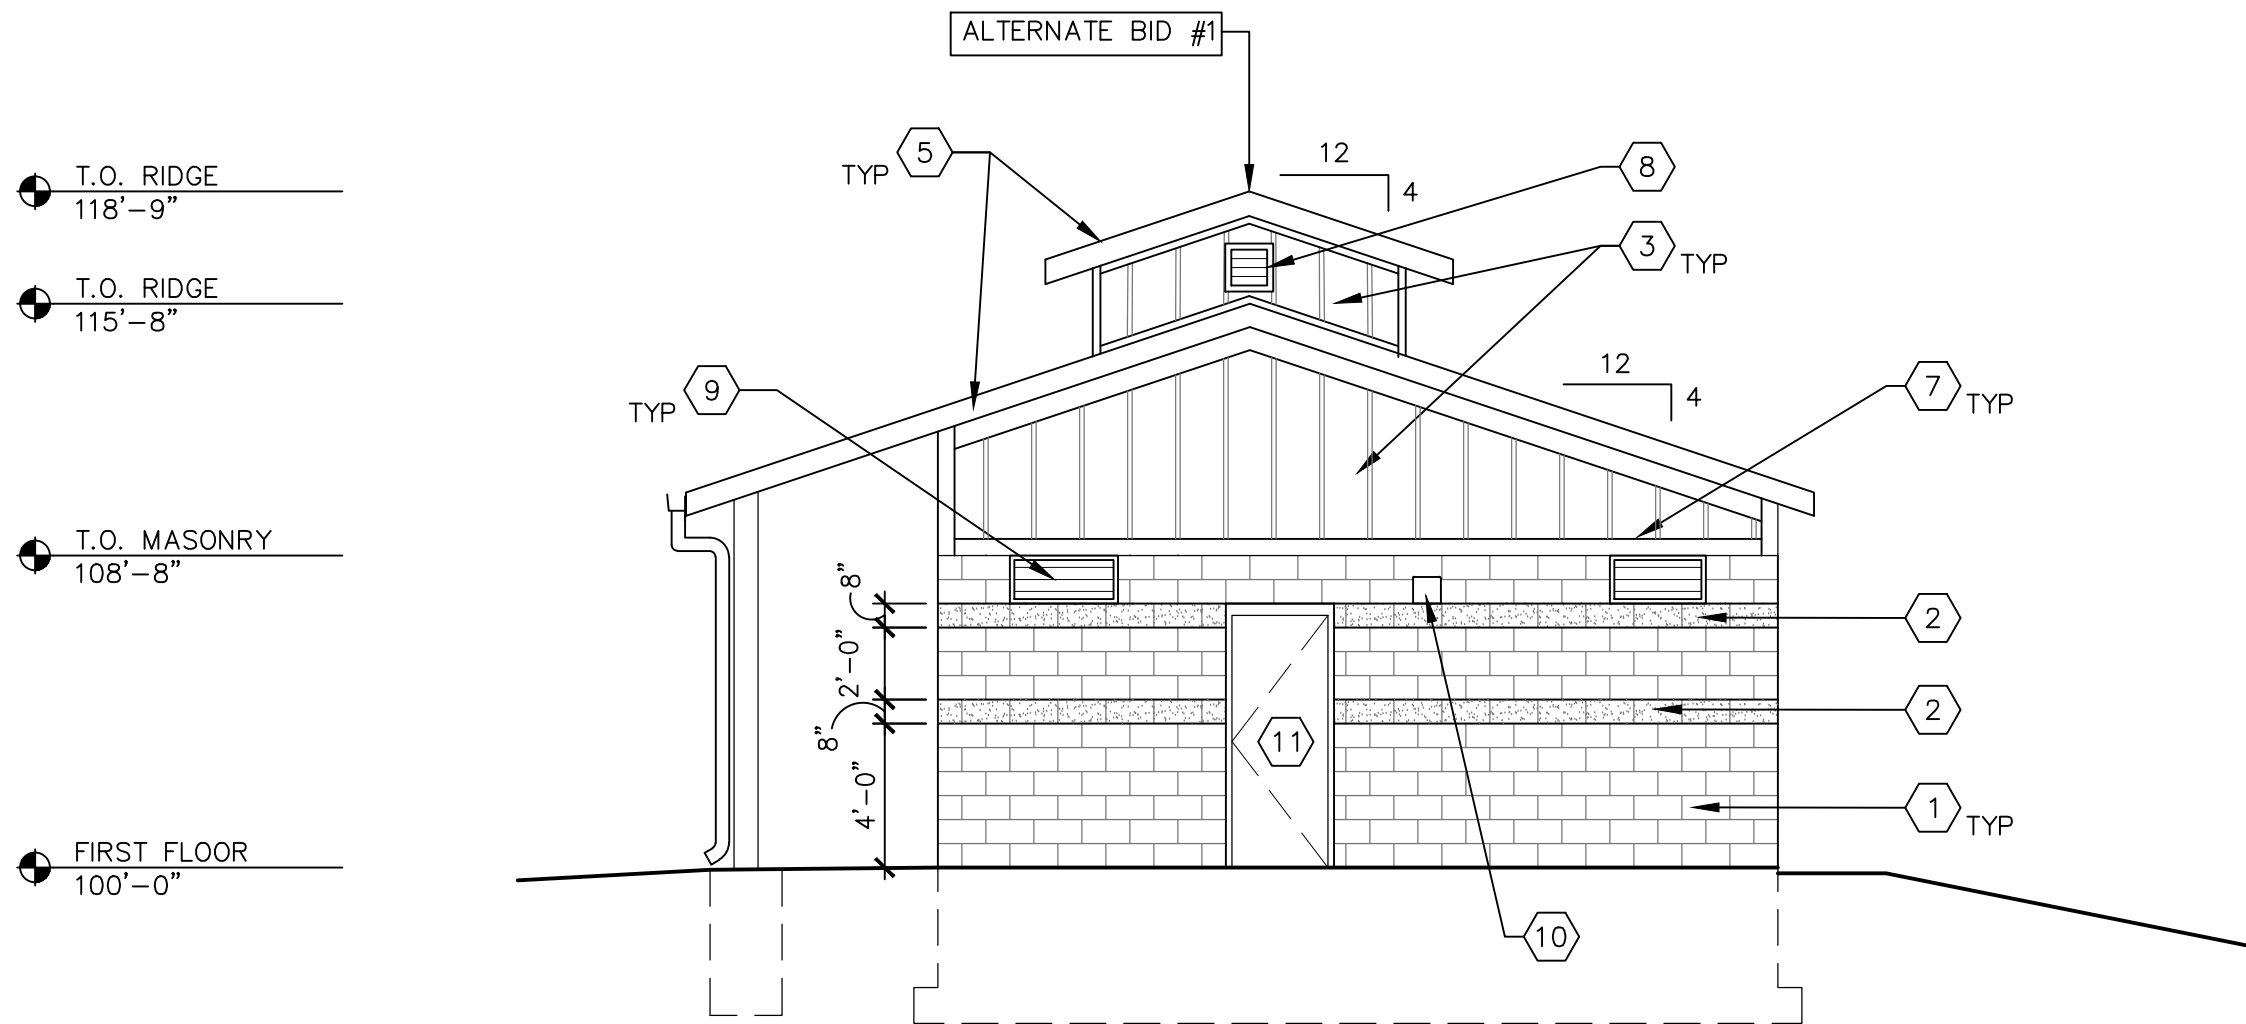 ALTERNATE BID #1
T.O. RIDGE
118'-9"
T.O. RIDGE
115'-8"
T.O. MASONRY
108'-8"
FIRST FLOOR
100'-0"
TYP 5
12
4
8
3 TYP
12
4
7 TYP
TYP 9
8"
2'-0"
8"
4'-0"
2
2
1 TYP
11
10